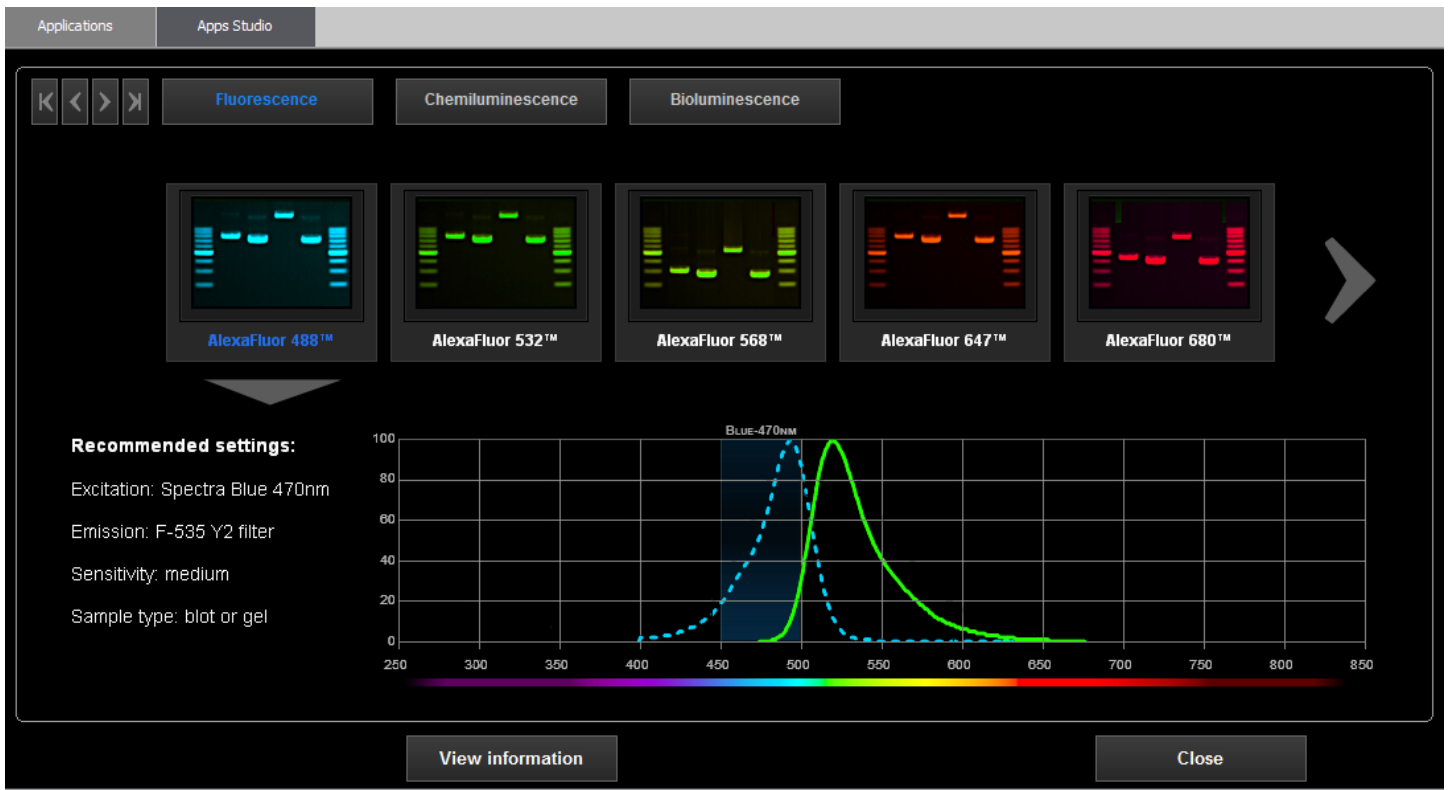 Applications Apps Studio
Fluorescence Chemiluminescence Bioluminescence
AlexaFluor 488™ AlexaFluor 532™ AlexaFluor 568™ AlexaFluor 647™ AlexaFluor 680™
Recommended settings:
Excitation: Spectra Blue 470nm
Emission: F-535 Y2 filter
Sensitivity: medium
Sample type: blot or gel
BLUE-470NM
100
80
60
40
20
0
250 300 350 400 450 500 550 600 650 700 750 800 850
View information Close